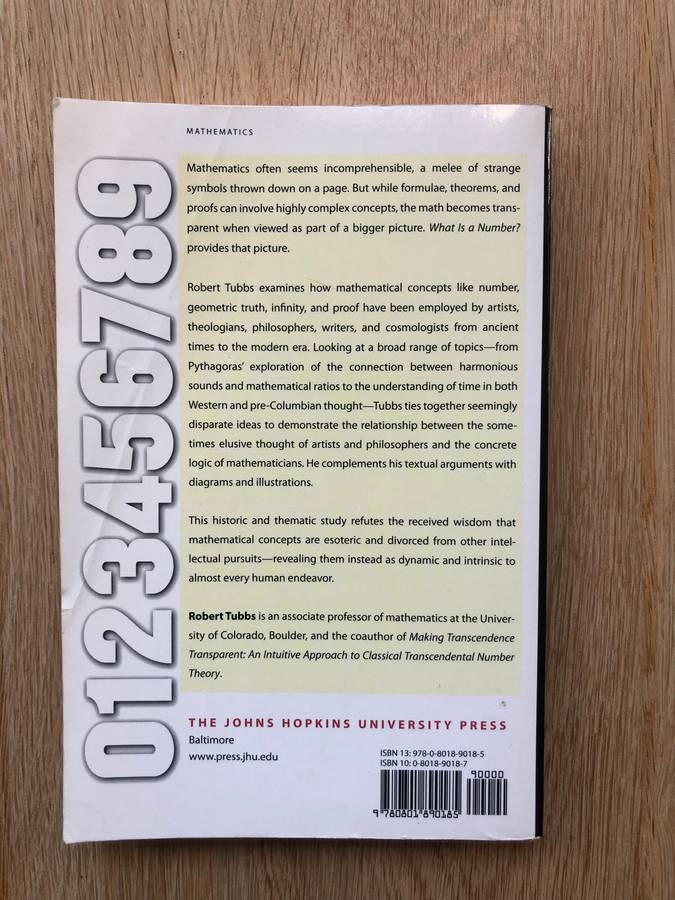 MATHEMATICS
Mathematics often seems incomprehensible, a melee of strange
symbols thrown down on a page. But while formulae, theorems, and
proofs can involve highly complex concepts, the math becomes trans-
parent when viewed as part of a bigger picture. What Is a Number?
provides that picture.
Robert Tubbs examines how mathematical concepts like number,
geometric truth, infinity, and proof have been employed by artists,
theologians, philosophers, writers, and cosmologists from ancient
times to the modern era. Looking at a broad range of topics—from
Pythagoras' exploration of the connection between harmonious
sounds and mathematical ratios to the understanding of time in both
Western and pre-Columbian thought—Tubbs ties together seemingly
disparate ideas to demonstrate the relationship between the some-
times elusive thought of artists and philosophers and the concrete
logic of mathematicians. He complements his textual arguments with
diagrams and illustrations.
This historic and thematic study refutes the received wisdom that
mathematical concepts are esoteric and divorced from other intel-
lectual pursuits—revealing them instead as dynamic and intrinsic to
almost every human endeavor.
Robert Tubbs is an associate professor of mathematics at the Univer-
sity of Colorado, Boulder, and the coauthor of Making Transcendence
Transparent: An Intuitive Approach to Classical Transcendental Number
Theory.
THE JOHNS HOPKINS UNIVERSITY PRESS
Baltimore
www.press.jhu.edu
ISBN 13: 978-0-8018-9018-5
ISBN 10: 0-8018-9018-7
90000
9 780801 890185
0123456789